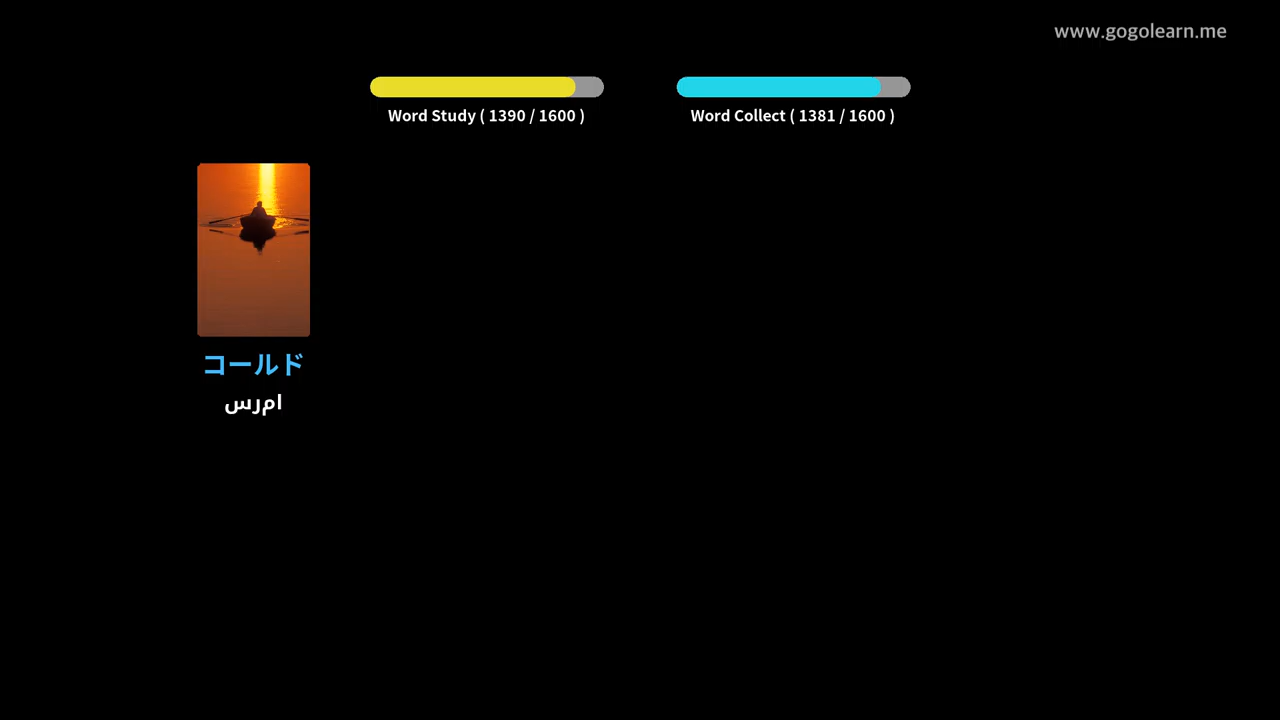 www.gogolearn.me
Word Study ( 1390 / 1600 )
Word Collect ( 1381 / 1600 )
コールド
امرس